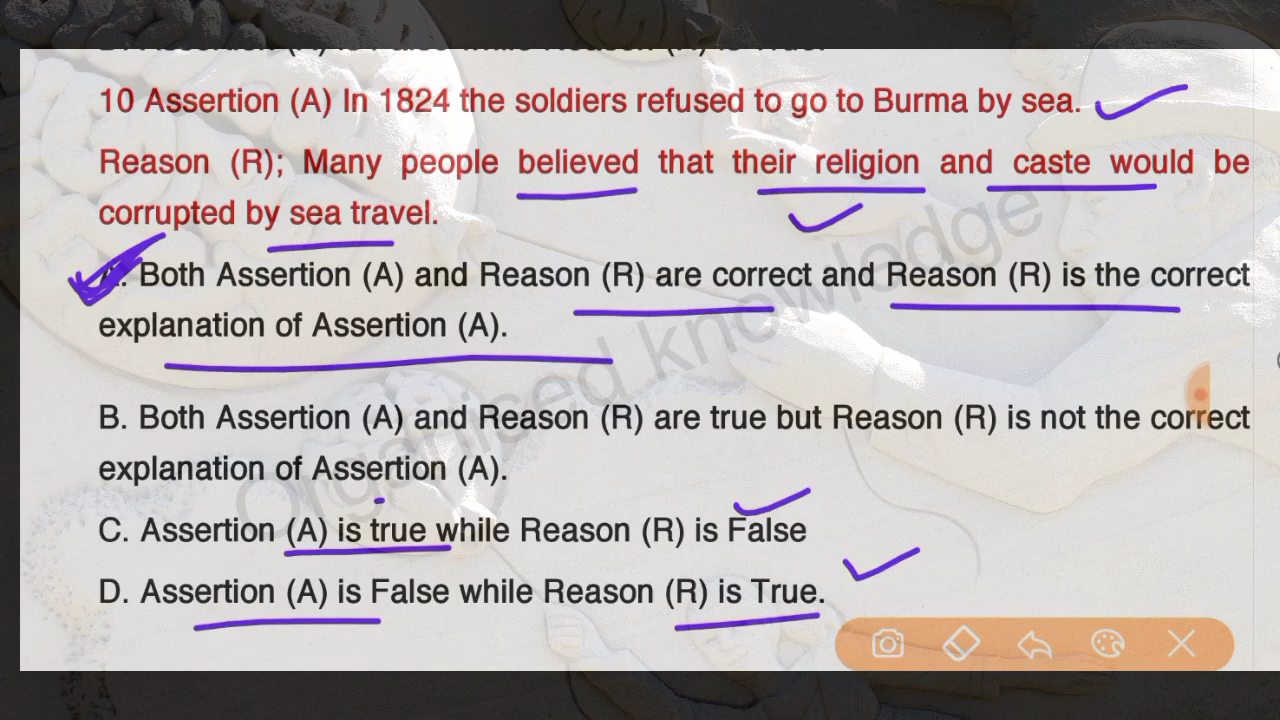 10 Assertion (A) In 1824 the soldiers refused to go to Burma by sea.
Reason (R); Many people believed that their religion and caste would be
corrupted by sea travel.
A. Both Assertion (A) and Reason (R) are correct and Reason (R) is the correct
explanation of Assertion (A).
B. Both Assertion (A) and Reason (R) are true but Reason (R) is not the correct
explanation of Assertion (A).
C. Assertion (A) is true while Reason (R) is False
D. Assertion (A) is False while Reason (R) is True.
Organised knowledge